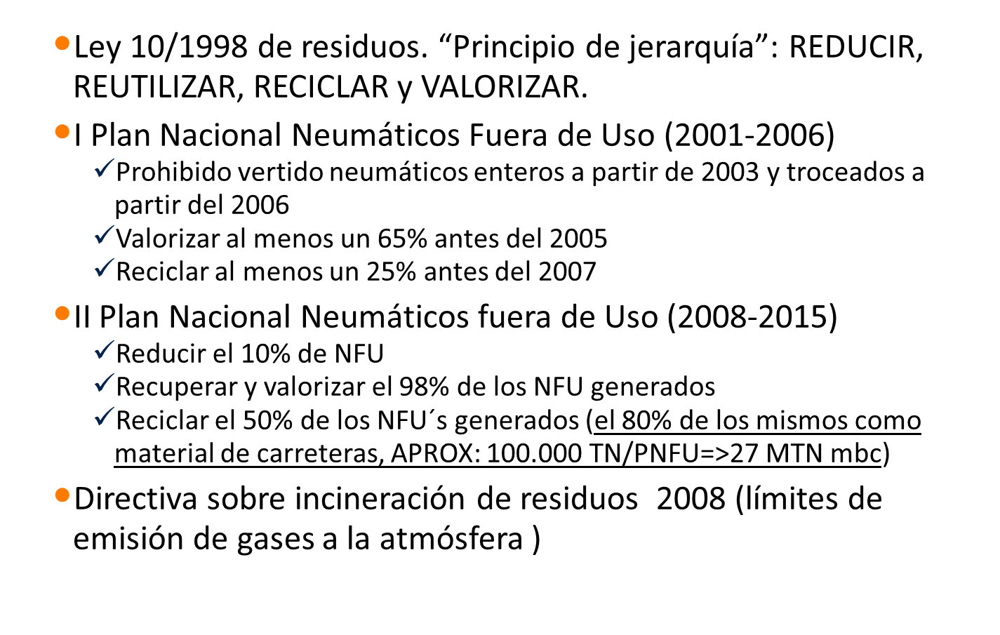 •Ley 10/1998 de residuos. “Principio de jerarquía”: REDUCIR,
REUTILIZAR, RECICLAR y VALORIZAR.
•I Plan Nacional Neumáticos Fuera de Uso (2001-2006)
✓Prohibido vertido neumáticos enteros a partir de 2003 y troceados a
partir del 2006
✓Valorizar al menos un 65% antes del 2005
✓Reciclar al menos un 25% antes del 2007
•II Plan Nacional Neumáticos fuera de Uso (2008-2015)
✓Reducir el 10% de NFU
✓Recuperar y valorizar el 98% de los NFU generados
✓Reciclar el 50% de los NFU´s generados (el 80% de los mismos como
material de carreteras, APROX: 100.000 TN/PNFU=>27 MTN mbc)
•Directiva sobre incineración de residuos  2008 (límites de
emisión de gases a la atmósfera )